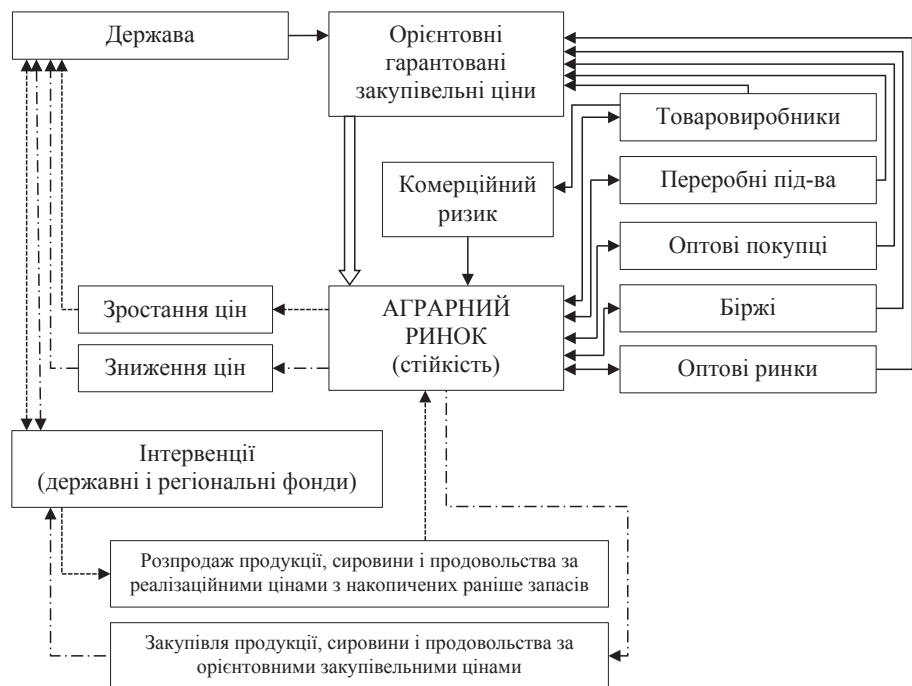 Держава
Орієнтовні
гарантовані
закупівельні ціни
Товаровиробники
Комерційний
ризик
Переробні під-ва
Оптові покупці
Зростання цін
АГРАРНИЙ
РИНОК
(стійкість)
Біржі
Зниження цін
Оптові ринки
Інтервенції
(державні і регіональні фонди)
Розпродаж продукції, сировини і продовольства за
реалізаційними цінами з накопичених раніше запасів
Закупівля продукції, сировини і продовольства за
орієнтовними закупівельними цінами